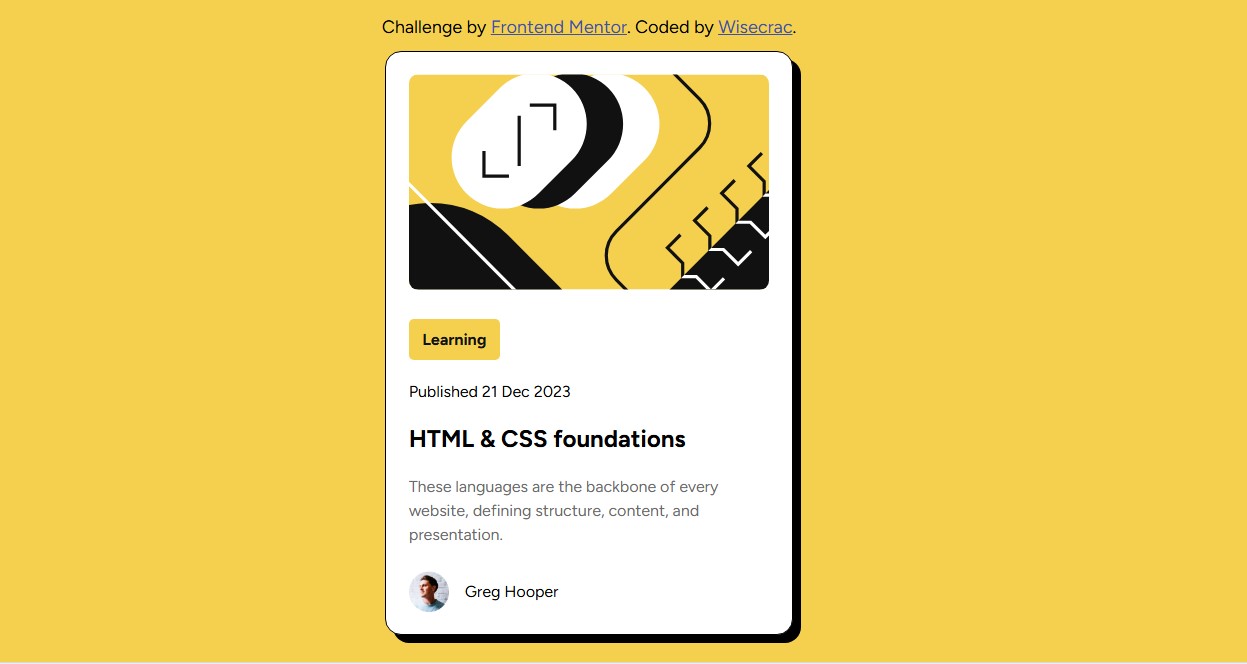 Challenge by Frontend Mentor. Coded by Wisecrac.
Learning
Published 21 Dec 2023
HTML & CSS foundations
These languages are the backbone of every
website, defining structure, content, and
presentation.
Greg Hooper